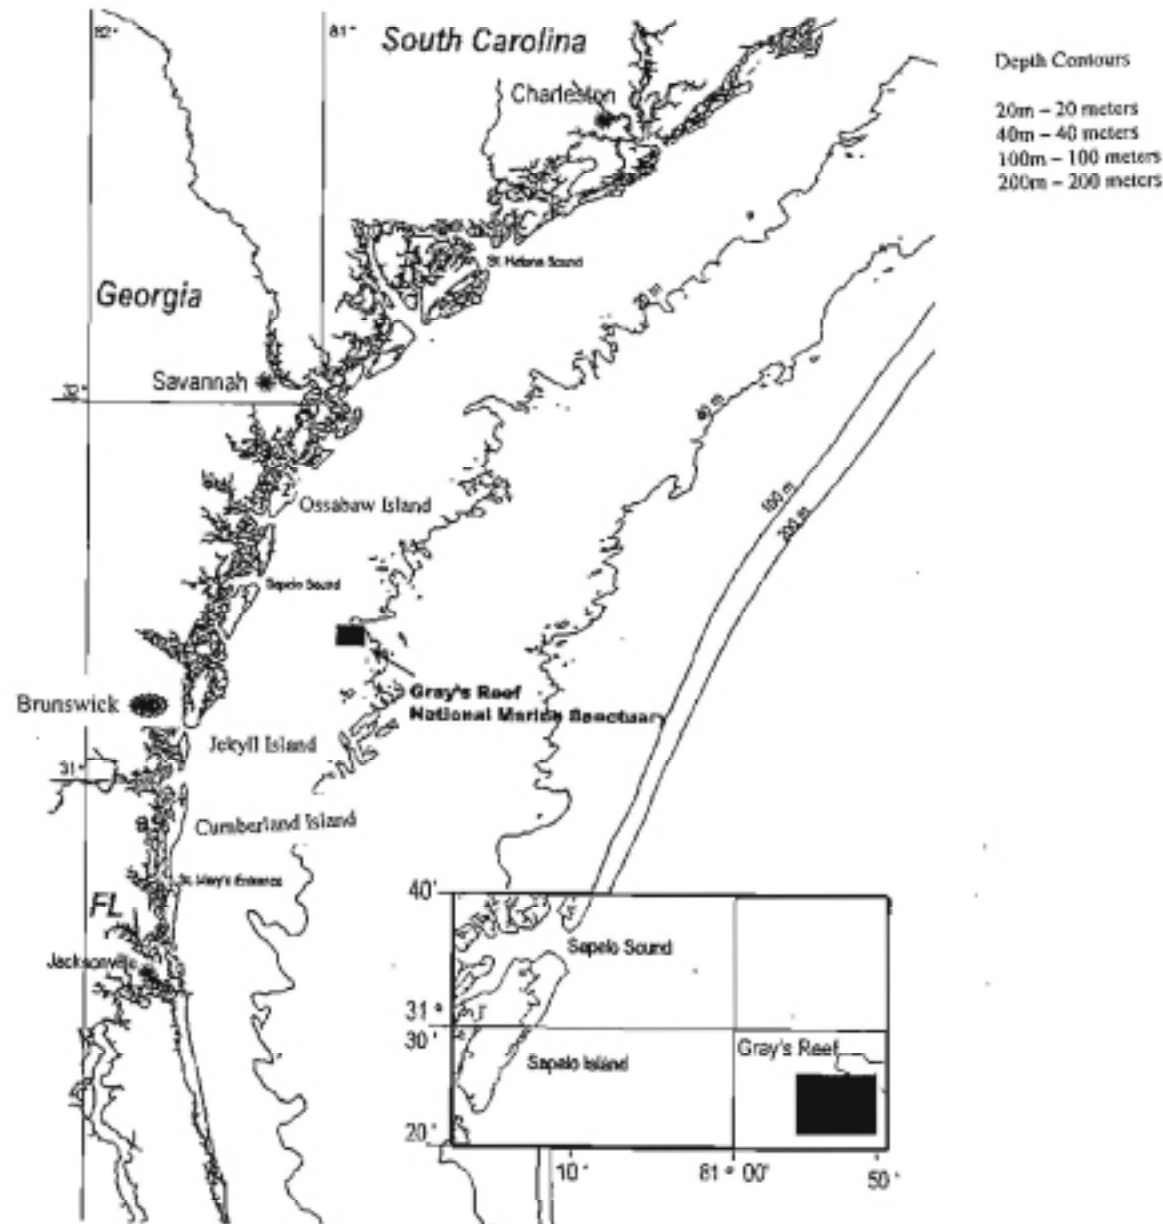 82°
81°
South Carolina
Depth Contours
Charleston
20m – 20 meters
40m – 40 meters
100m – 100 meters
200m – 200 meters
St. Helena Sound
Georgia
20 m
Savannah
32°
40 m
100 m
Ossabaw Island
200 m
Sapelo Sound
Gray's Reef
National Marine Sanctuary
Brunswick
Jekyll Island
31°
Cumberland Island
St. Mary's Entrance
FL
40'
Sapelo Sound
Jacksonville
31°
30'
Gray's Reef
Sapelo Island
20'
10'
81° 00'
50'